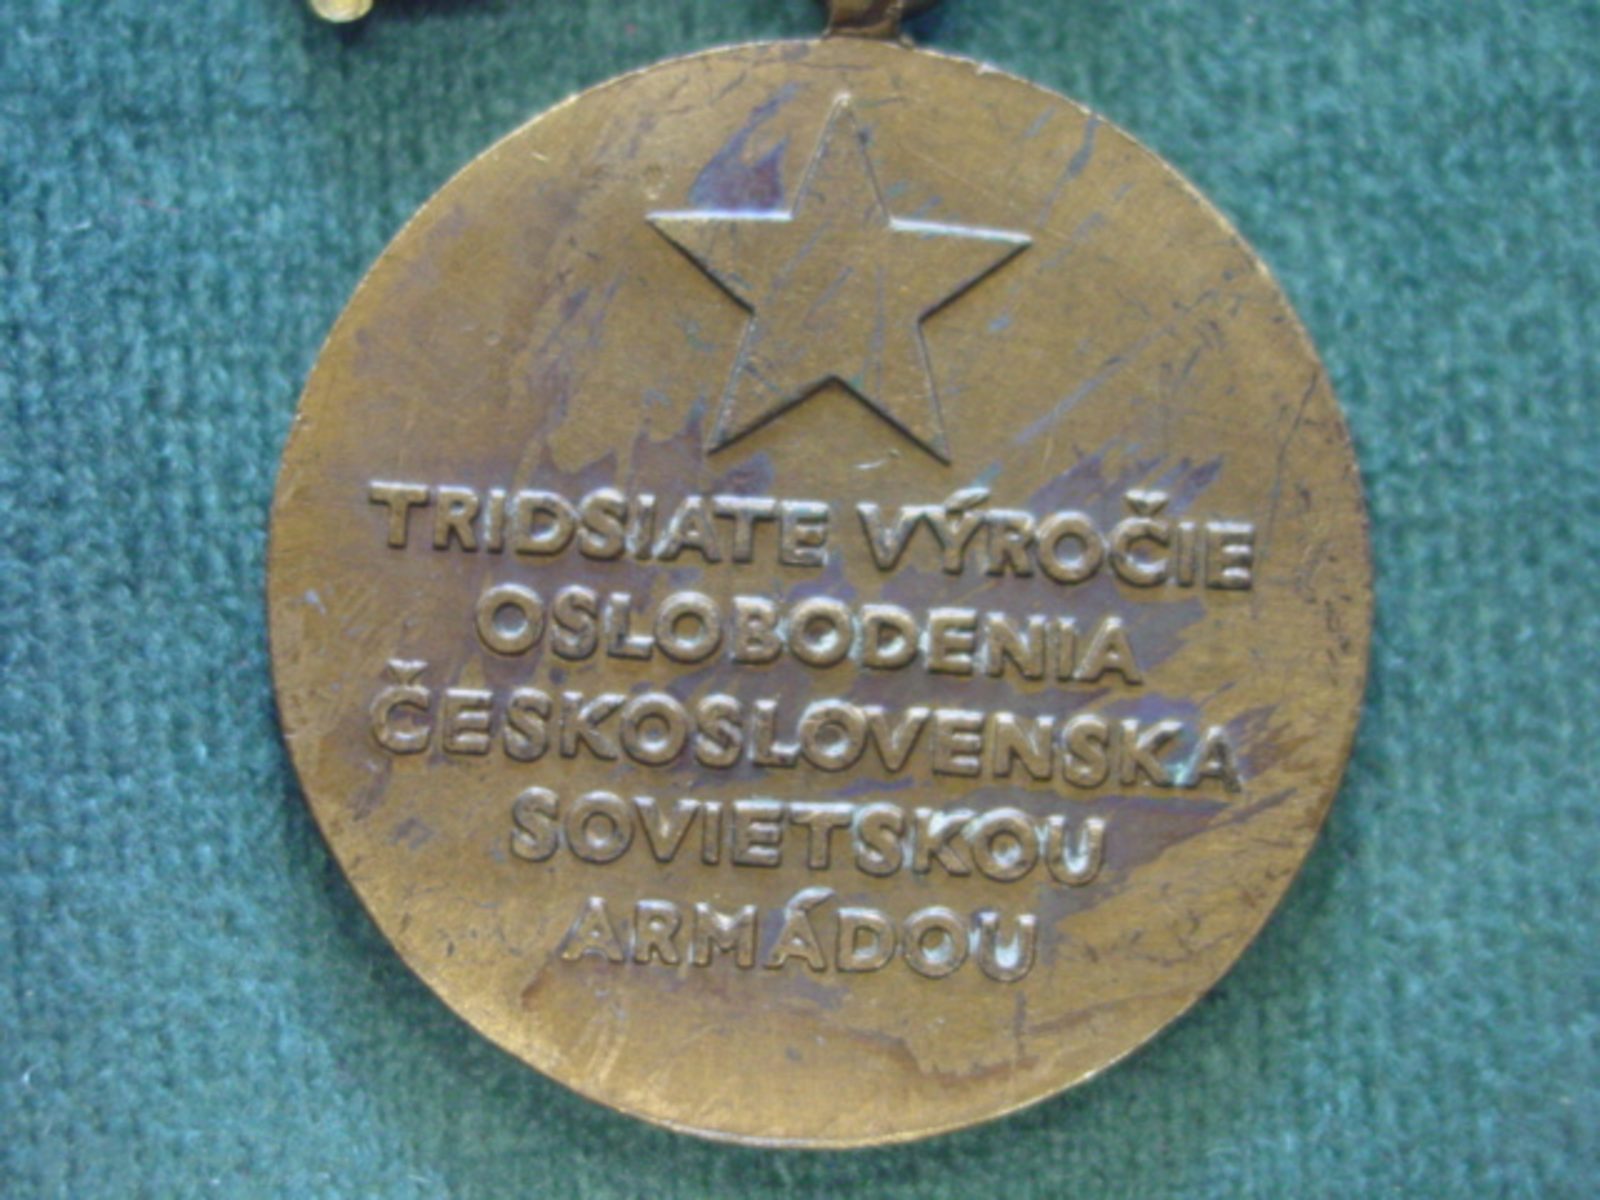 TRIDSIATE VÝROČIE
OSLOBODENIA
ČESKOSLOVENSKA
SOVIETSKOU
ARMÁDOU